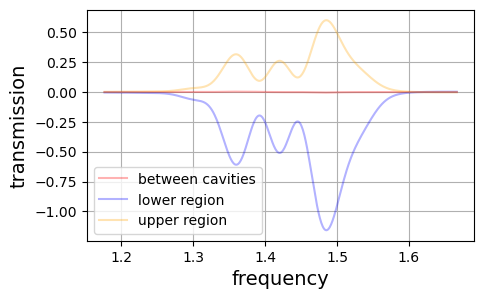 0.50
0.25
0.00
−0.25
−0.50
−0.75
−1.00
transmission
between cavities
lower region
upper region
1.2 1.3 1.4 1.5 1.6
frequency